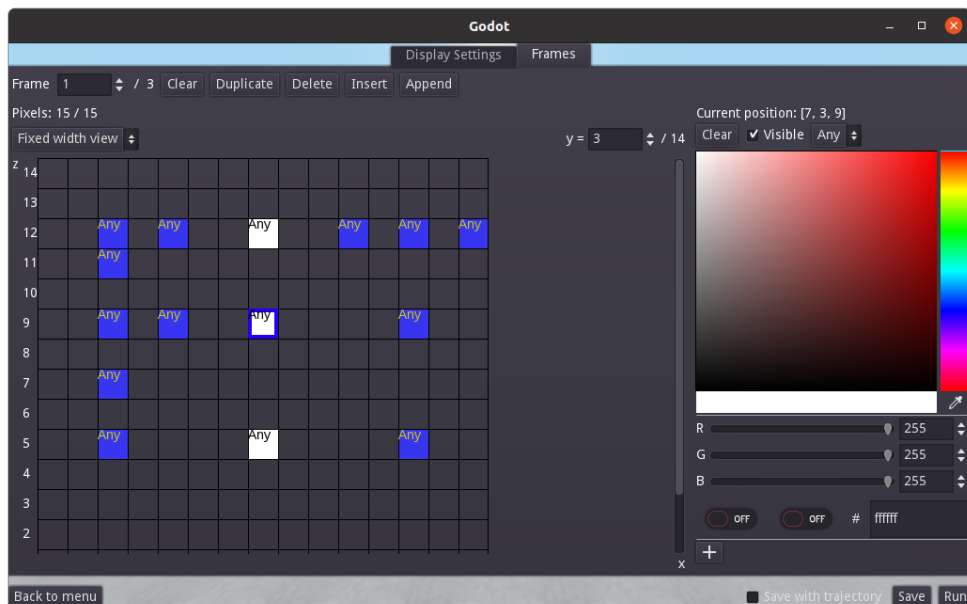 Godot
Display Settings Frames
Frame 1 / 3 Clear Duplicate Delete Insert Append
Pixels: 15 / 15
Current position: [7, 3, 9]
Fixed width view
y = 3 / 14
Clear Visible Any
z 14
13
12 Any Any Any Any Any Any
11 Any
10
9 Any Any Any Any
8
7 Any
6
5 Any Any Any
4
3
2
x
R 255
G 255
B 255
OFF OFF # ffffff
+
Back to menu
Save with trajectory Save Run